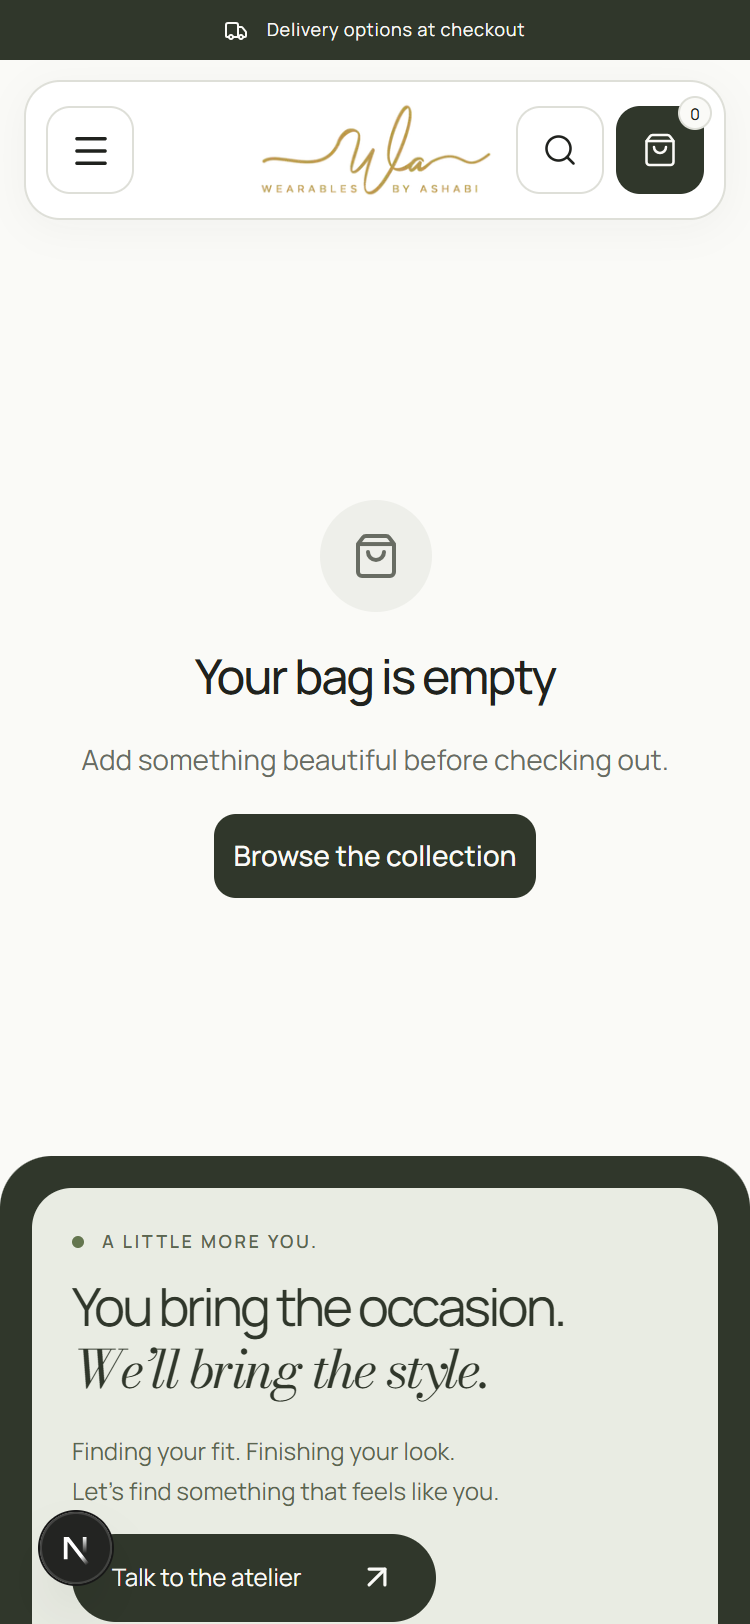 Delivery options at checkout
Wa
WEARABLES BY ASHABI
0
Your bag is empty
Add something beautiful before checking out.
Browse the collection
A LITTLE MORE YOU.
You bring the occasion.
We’ll bring the style.
Finding your fit. Finishing your look.
Let’s find something that feels like you.
N
Talk to the atelier